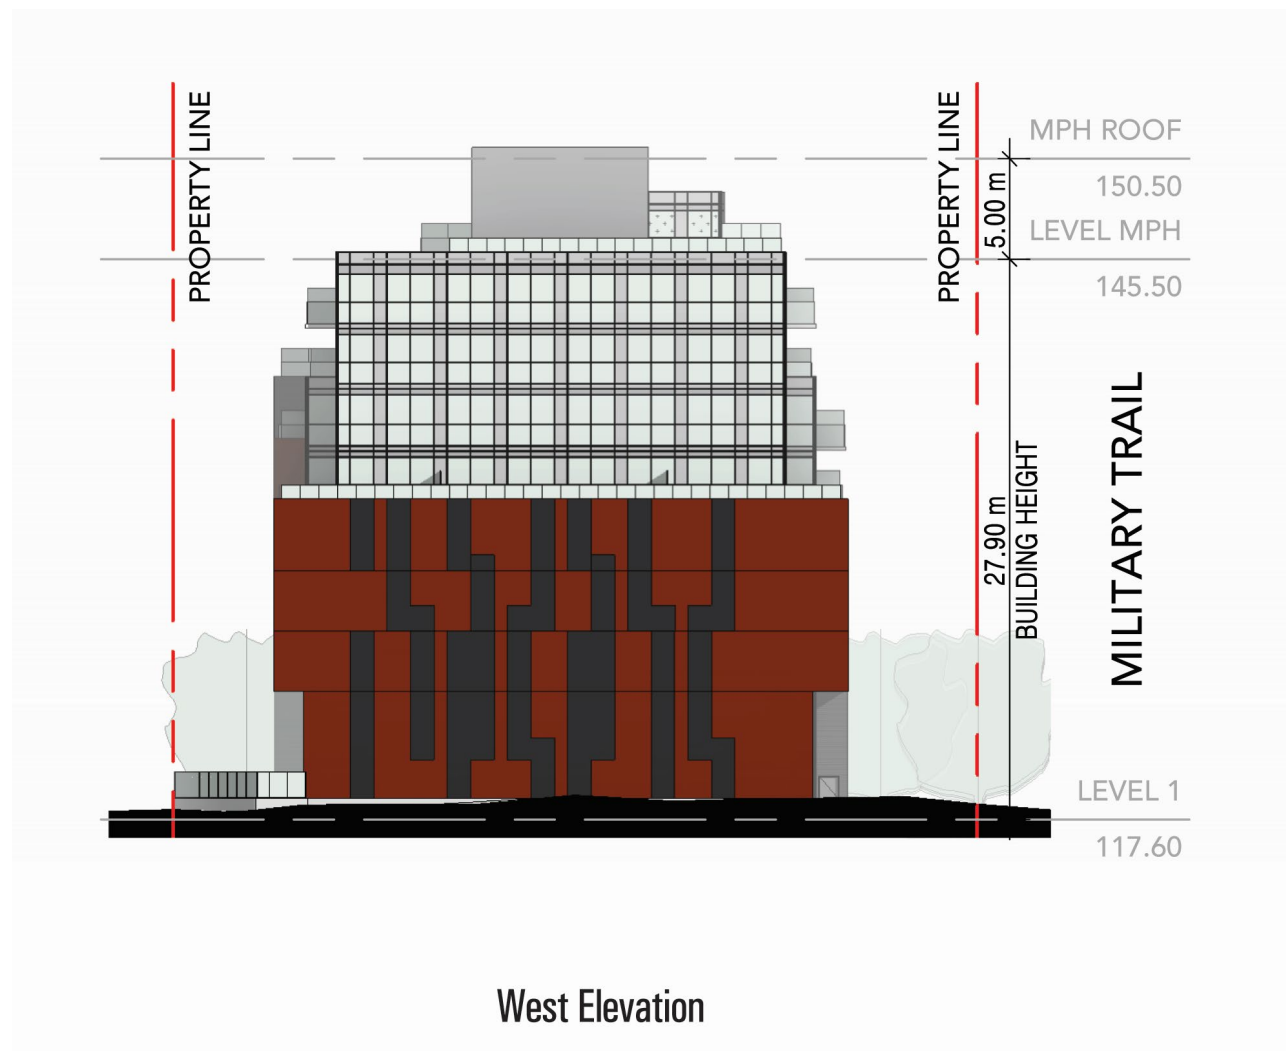 PROPERTY LINE
PROPERTY LINE
MPH ROOF
150.50
5.00 m
LEVEL MPH
145.50
27.90 m
BUILDING HEIGHT
MILITARY TRAIL
LEVEL 1
117.60
West Elevation